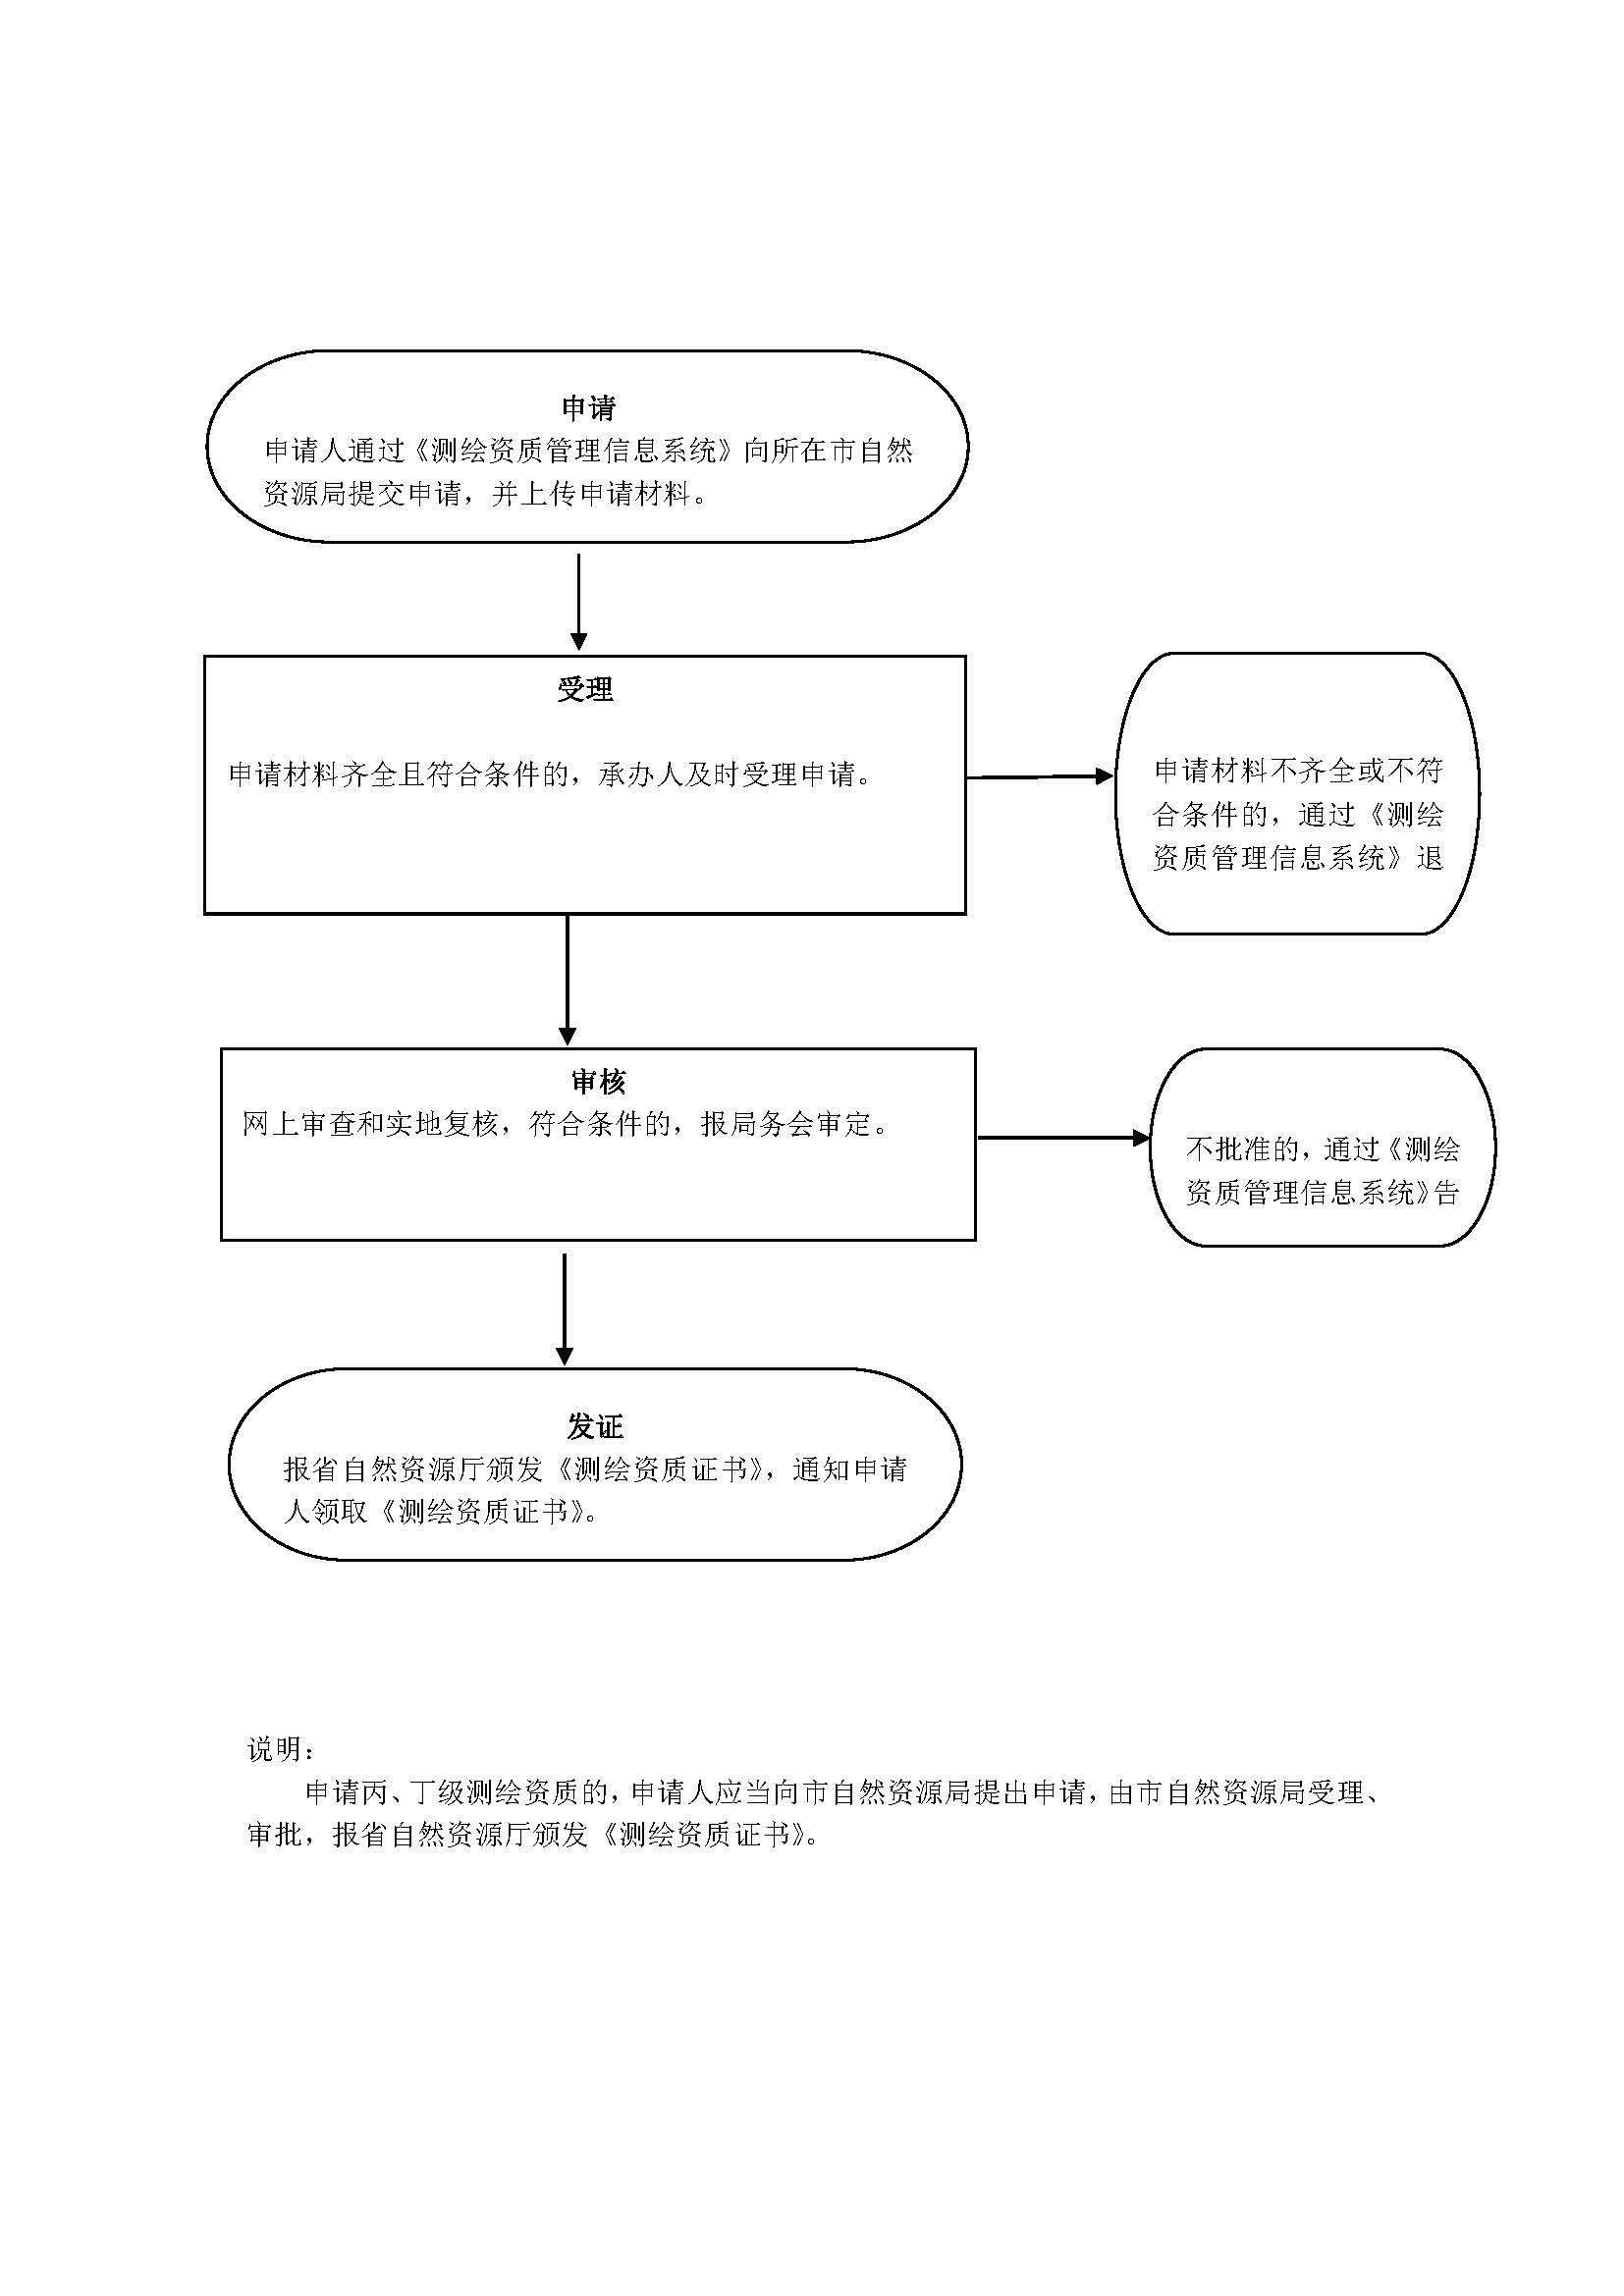 申请
申请人通过《测绘资质管理信息系统》向所在市自然
资源局提交申请，并上传申请材料。
受理
申请材料齐全且符合条件的，承办人及时受理申请。
申请材料不齐全或不符
合条件的，通过《测绘
资质管理信息系统》退
审核
网上审查和实地复核，符合条件的，报局务会审定。
不批准的，通过《测绘
资质管理信息系统》告
发证
报省自然资源厅颁发《测绘资质证书》，通知申请
人领取《测绘资质证书》。
说明：
申请丙、丁级测绘资质的，申请人应当向市自然资源局提出申请，由市自然资源局受理、
审批，报省自然资源厅颁发《测绘资质证书》。